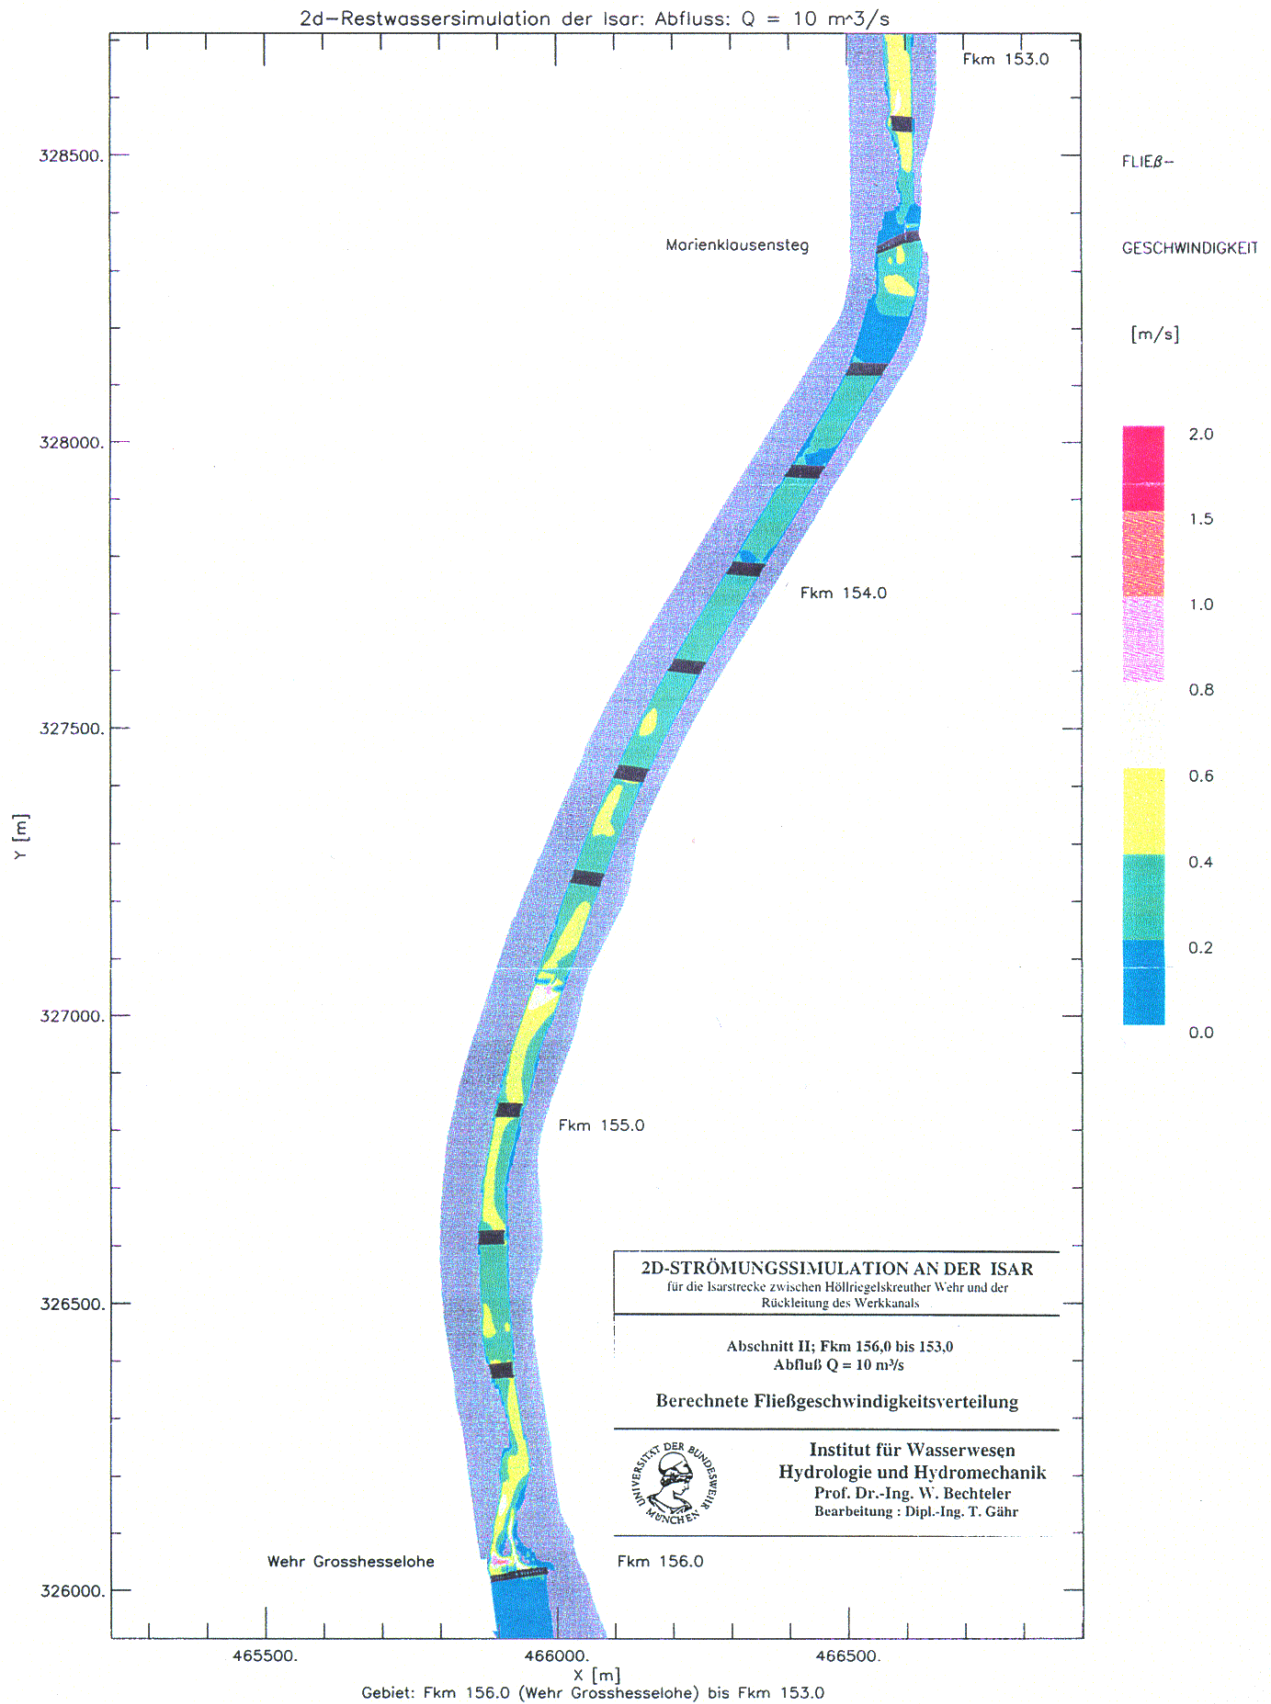 2d-Restwassersimulation der Isar: Abfluss: Q = 10 m^3/s
Fkm 153.0
328500.
FLIEß-
Marienklausensteg
GESCHWINDIGKEIT
[m/s]
328000.
2.0
1.5
1.0
0.8
0.6
0.4
0.2
0.0
Fkm 154.0
327500.
Y [m]
327000.
Fkm 155.0
326500.
2D-STRÖMUNGSSIMULATION AN DER ISAR
für die Isarstrecke zwischen Höllriegelskreuther Wehr und der
Rückleitung des Werkkanals
Abschnitt II; Fkm 156,0 bis 153,0
Abfluß Q = 10 m³/s
Berechnete Fließgeschwindigkeitsverteilung
UNIVERSITÄT DER BUNDESWEHR MÜNCHEN
Institut für Wasserwesen
Hydrologie und Hydromechanik
Prof. Dr.-Ing. W. Bechteler
Bearbeitung : Dipl.-Ing. T. Gähr
Wehr Grosshesselohe
Fkm 156.0
326000.
465500.
466000.
466500.
X [m]
Gebiet: Fkm 156.0 (Wehr Grosshesselohe) bis Fkm 153.0